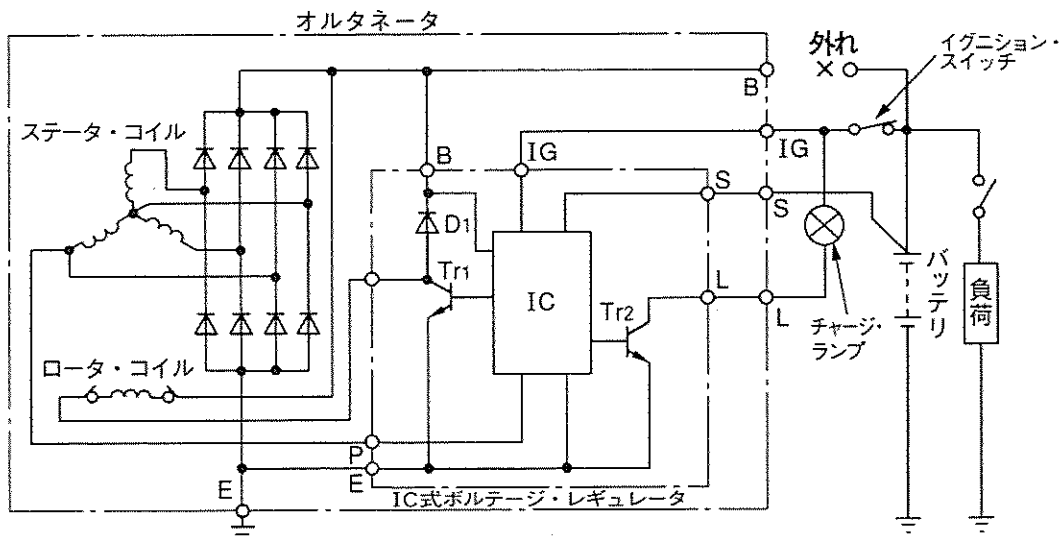 オルタネータ
外れ
イグニション・
スイッチ
B
ステータ・コイル
B
IG
IG
S
S
D1
Tr1
IC
Tr2
L
L
チャージ・
ランプ
バッテリ
負荷
ロータ・コイル
P
E
E
IC式ボルテージ・レギュレータ